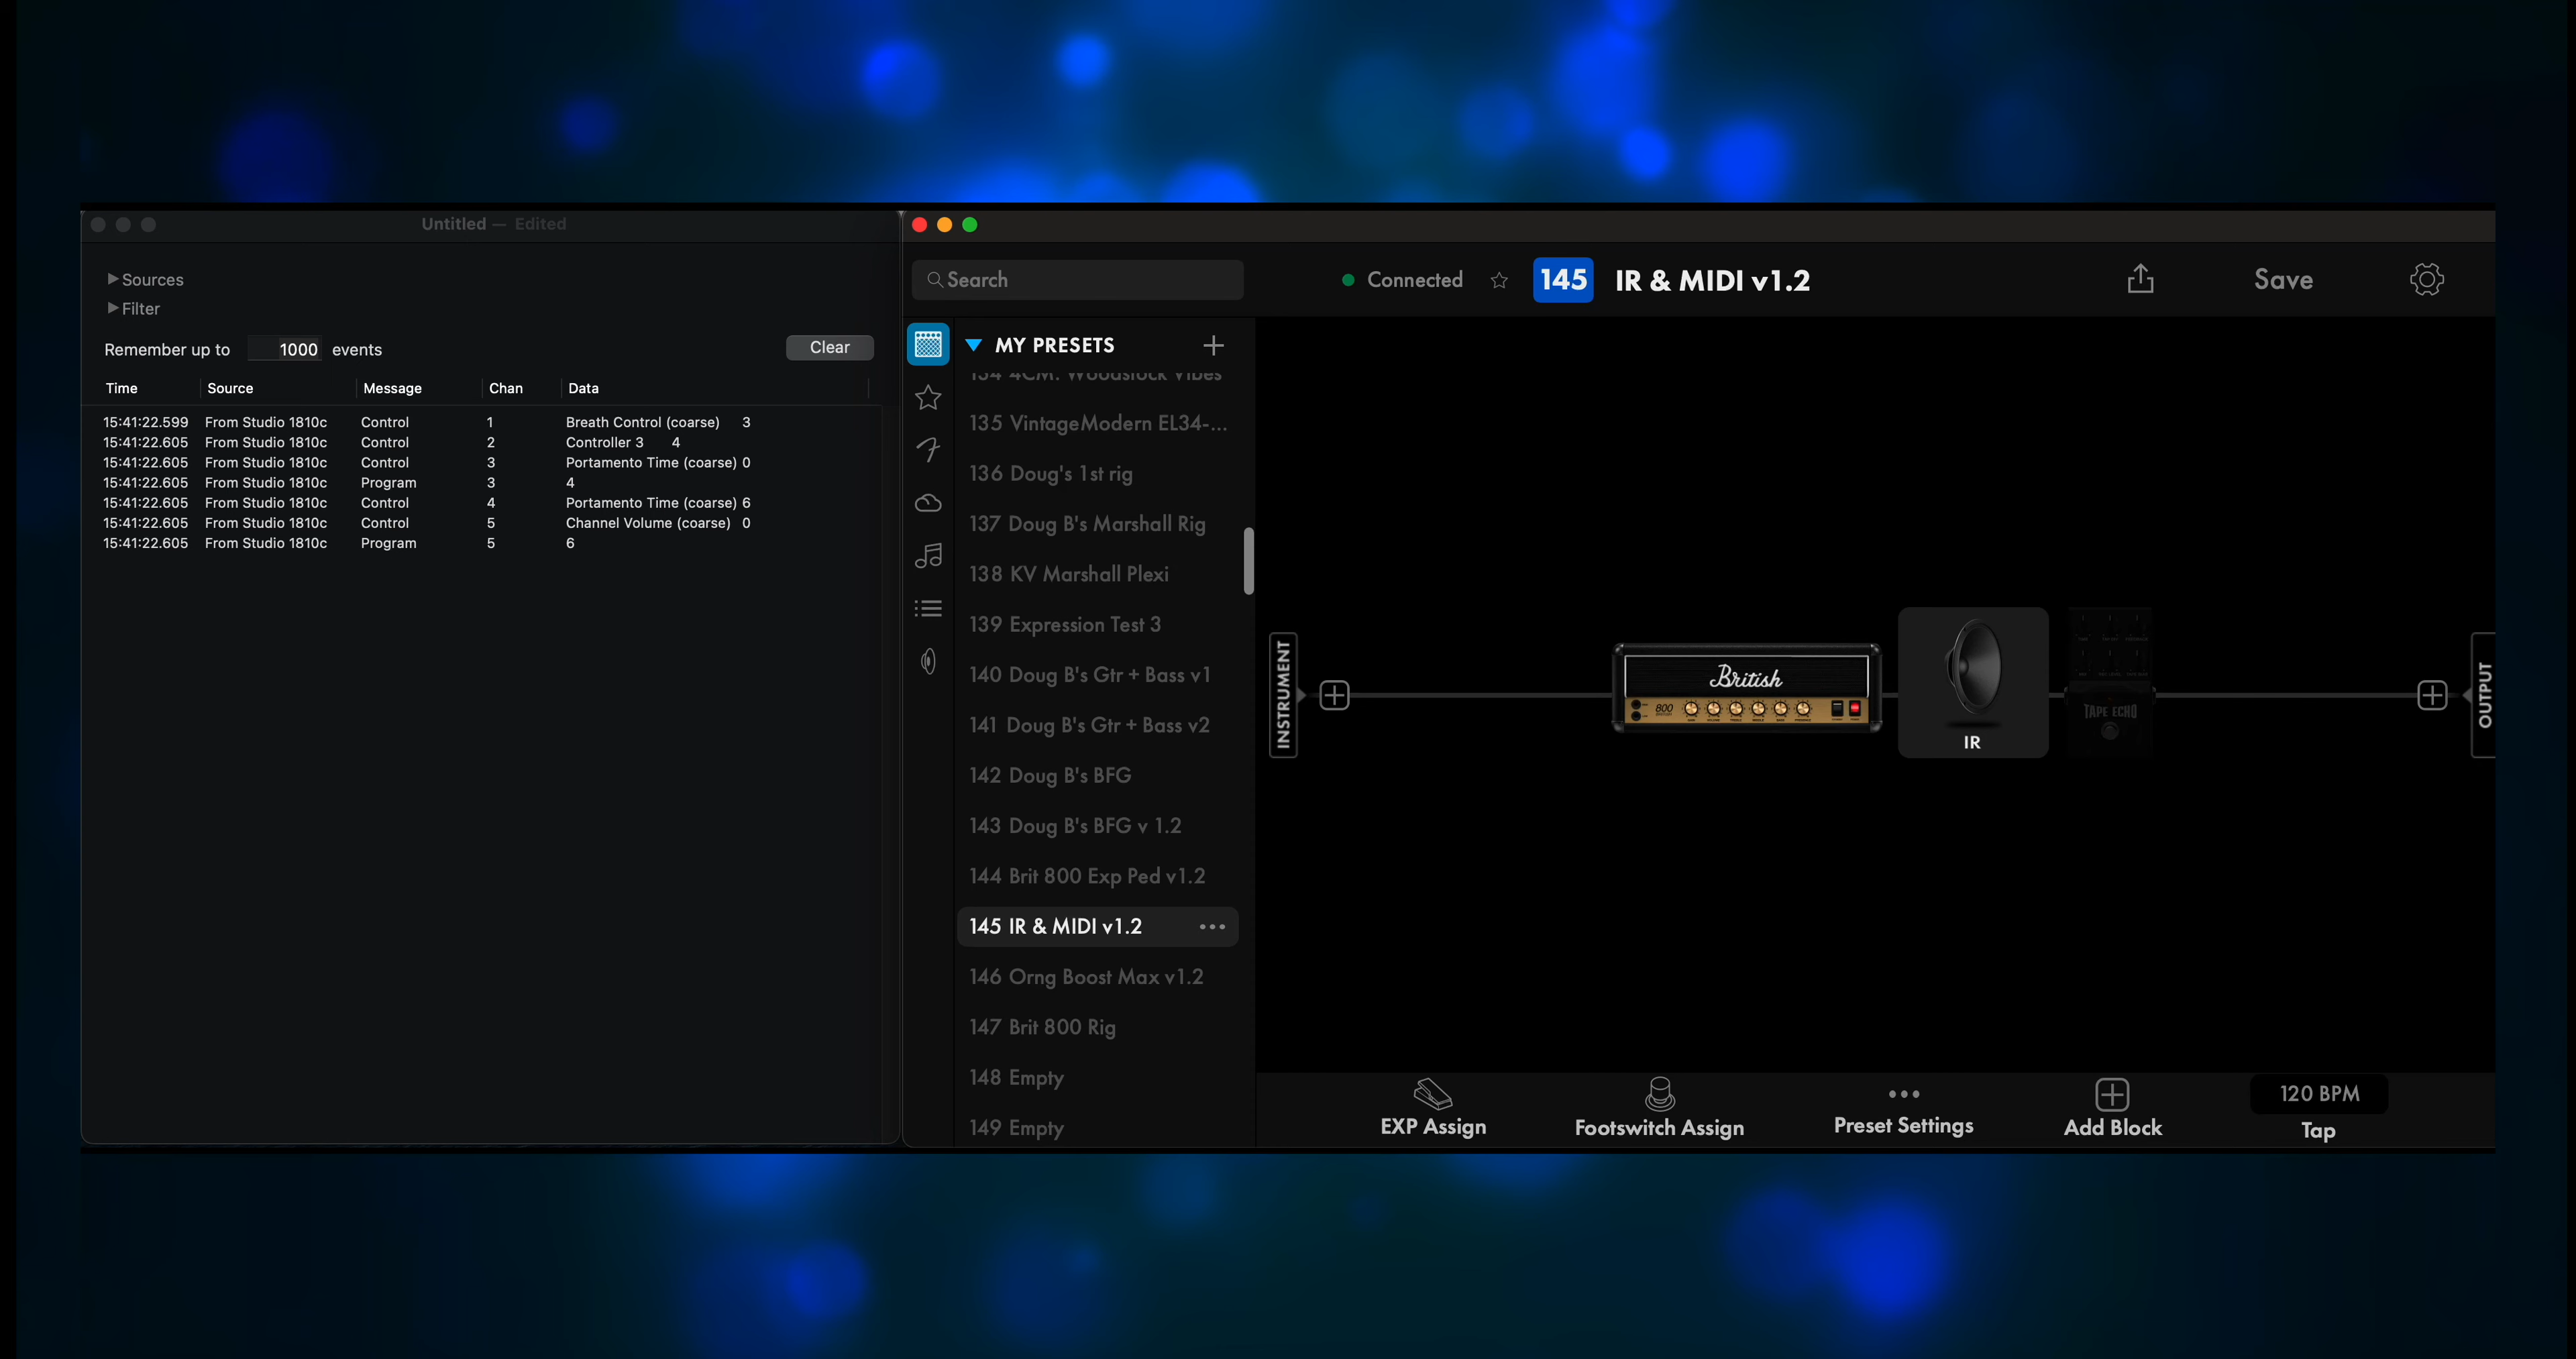 Untitled — Edited
Sources
Filter
Remember up to 1000 events
Clear
Time Source Message Chan Data
15:41:22.599 From Studio 1810c Control 1 Breath Control (coarse) 3
15:41:22.605 From Studio 1810c Control 2 Controller 3 4
15:41:22.605 From Studio 1810c Control 3 Portamento Time (coarse) 0
15:41:22.605 From Studio 1810c Program 3 4
15:41:22.605 From Studio 1810c Control 4 Portamento Time (coarse) 6
15:41:22.605 From Studio 1810c Control 5 Channel Volume (coarse) 0
15:41:22.605 From Studio 1810c Program 5 6
Search
Connected
145 IR & MIDI v1.2
Save
MY PRESETS
134 4CM: Woodstock Vibes
135 VintageModern EL34-...
136 Doug's 1st rig
137 Doug B's Marshall Rig
138 KV Marshall Plexi
139 Expression Test 3
140 Doug B's Gtr + Bass v1
141 Doug B's Gtr + Bass v2
142 Doug B's BFG
143 Doug B's BFG v 1.2
144 Brit 800 Exp Ped v1.2
145 IR & MIDI v1.2
146 Orng Boost Max v1.2
147 Brit 800 Rig
148 Empty
149 Empty
INSTRUMENT
British
800
IR
TAPE ECHO
OUTPUT
EXP Assign
Footswitch Assign
Preset Settings
Add Block
120 BPM
Tap